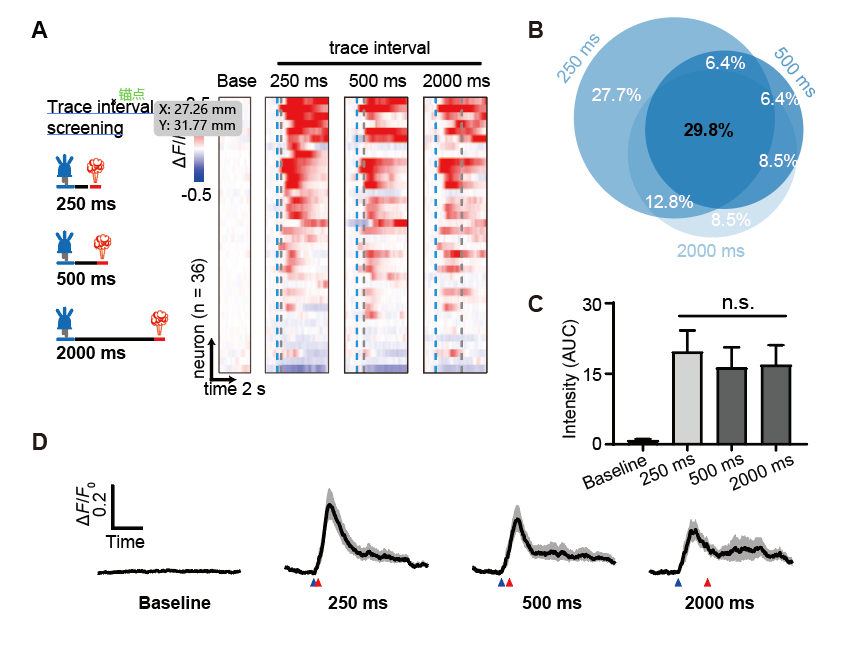 A
B
trace interval
Base
250 ms
500 ms
2000 ms
锚点
Trace interval
screening
X: 27.26 mm
Y: 31.77 mm
ΔF/
-0.5
250 ms
500 ms
2000 ms
neuron (n = 36)
time 2 s
250 ms
500 ms
2000 ms
27.7%
6.4%
6.4%
29.8%
8.5%
12.8%
8.5%
C
n.s.
Intensity (AUC)
30
15
0
Baseline
250 ms
500 ms
2000 ms
D
ΔF/F₀
0.2
Time
Baseline
250 ms
500 ms
2000 ms